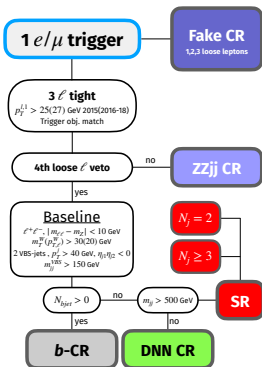 1 e/μ trigger
Fake CR
1,2,3 loose leptons
3 ℓ tight
p_T^{l,1} > 25(27) GeV 2015(2016-18)
Trigger obj. match
4th loose ℓ veto
no
ZZjj CR
yes
Baseline
ℓ⁺ℓ⁻, |m_{ℓℓ} − m_Z| < 10 GeV
m_T^W(p_{T,ℓ}^W) > 30(20) GeV
2 VBS-jets, p_T^j > 40 GeV, η_{j1}η_{j2} < 0
m_{jj}^{VBS} > 150 GeV
N_j = 2
N_j ≥ 3
N_{bjet} > 0
no
m_{jj} > 500 GeV
SR
yes
no
b-CR
DNN CR